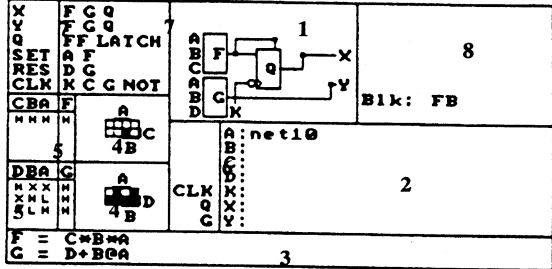 X F G Q 7
Y F G Q
Q FF LATCH
SET A F
RES D G
CLK K C G NOT
CBA F
H H H H
A
C
4 B
5
DBA G
H X X H
X H L H
5 L H H
A
D
4 B
1
A
B F
C
Q
X
A
B G
D K
Y
8
Blk: FB
A:net10
B:
C:
D:
CLK K:
Q X:
G Y:
2
F = C*B*A
G = D+B@A
3